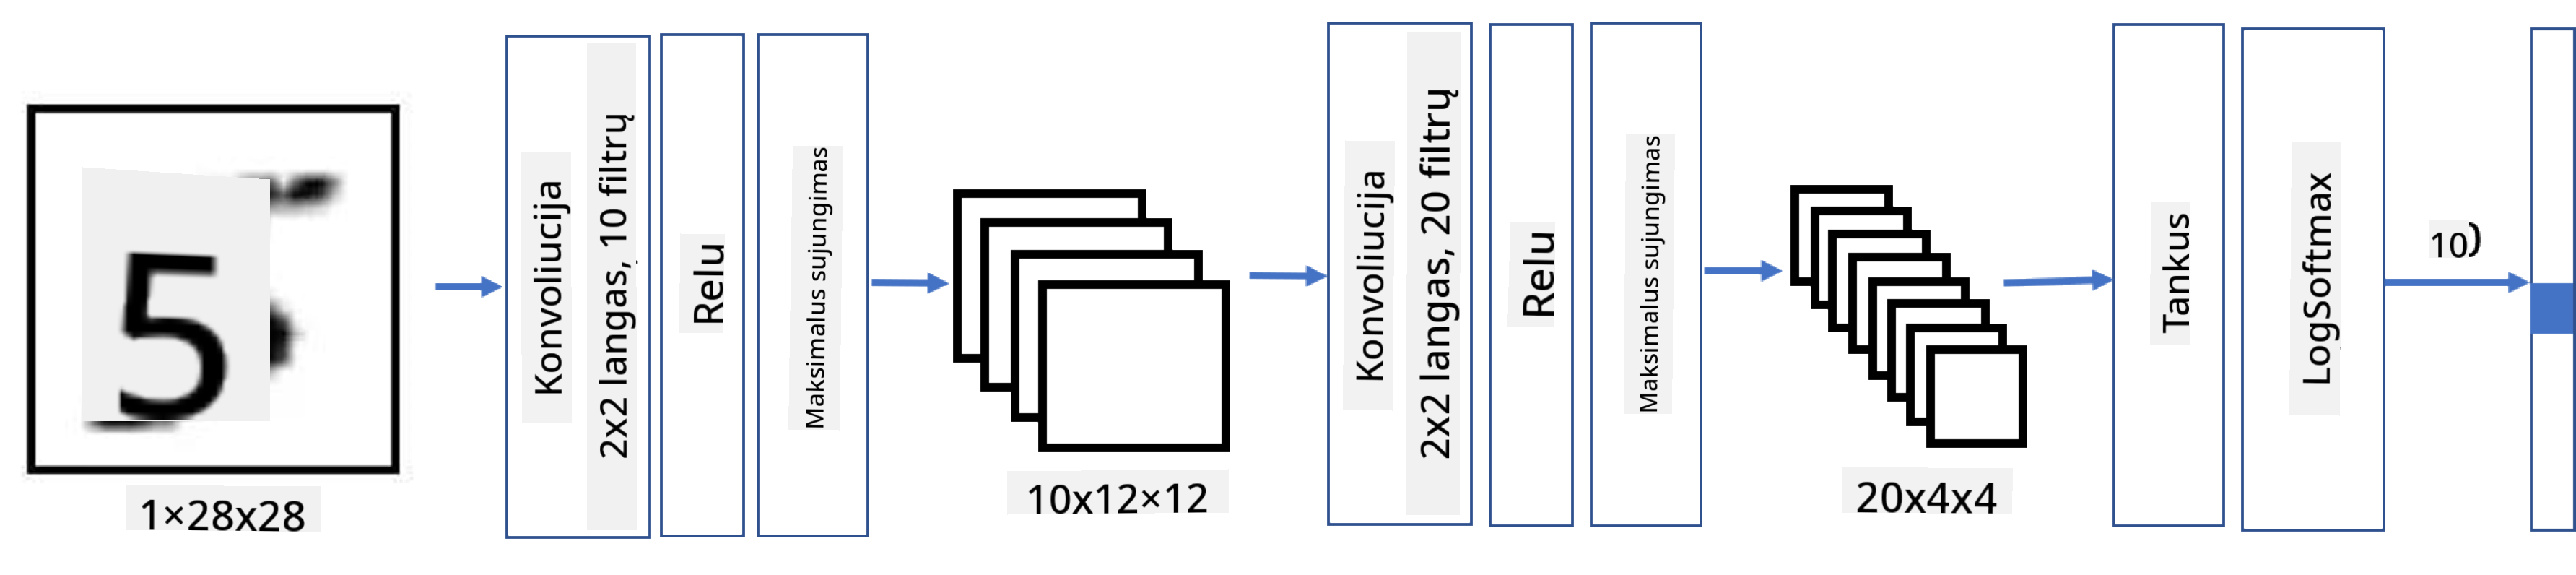 5
1×28x28
Konvoliucija
2x2 langas, 10 filtrų
Relu
Maksimalus sujungimas
10x12×12
Konvoliucija
2x2 langas, 20 filtrų
Relu
Maksimalus sujungimas
20x4x4
Tankus
LogSoftmax
10)